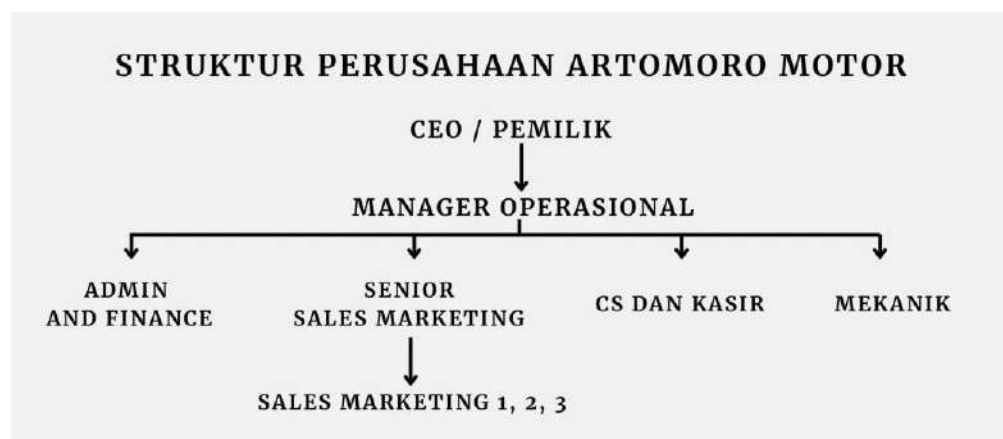 STRUKTUR PERUSAHAAN ARTOMORO MOTOR
CEO / PEMILIK
MANAGER OPERASIONAL
ADMIN
AND FINANCE
SENIOR
SALES MARKETING
CS DAN KASIR
MEKANIK
SALES MARKETING 1, 2, 3